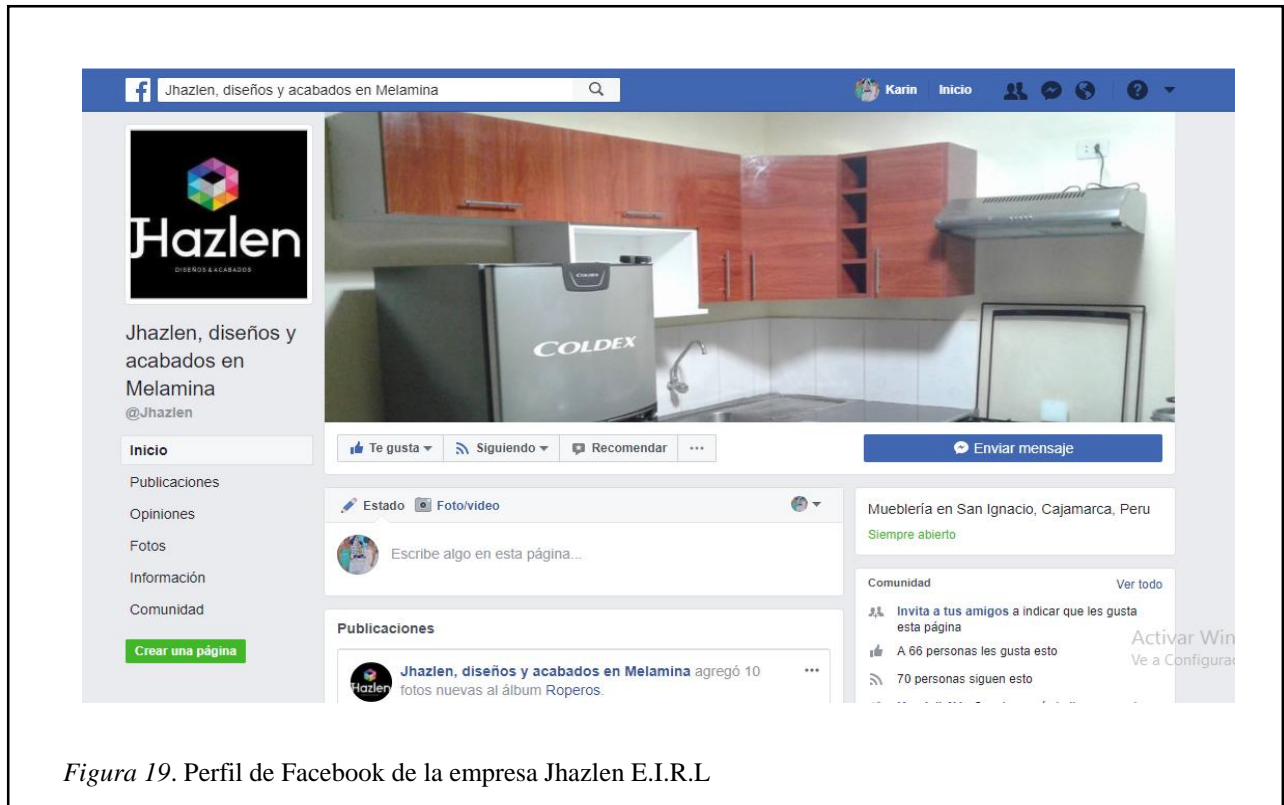 Jhazlen, diseños y acabados en Melamina
Karin Inicio
JHazlen
DISEÑOS & ACABADOS
COLDEX
COLDEX
Jhazlen, diseños y
acabados en
Melamina
@Jhazlen
Inicio
Publicaciones
Opiniones
Fotos
Información
Comunidad
Crear una página
Te gusta
Siguiendo
Recomendar
Enviar mensaje
Estado Foto/video
Escribe algo en esta página...
Publicaciones
Hazlen
Jhazlen, diseños y acabados en Melamina agregó 10
fotos nuevas al álbum Roperos.
Mueblería en San Ignacio, Cajamarca, Peru
Siempre abierto
Comunidad Ver todo
Invita a tus amigos a indicar que les gusta
esta página
A 66 personas les gusta esto
70 personas siguen esto
Activar Win
Ve a Configura
Figura 19. Perfil de Facebook de la empresa Jhazlen E.I.R.L